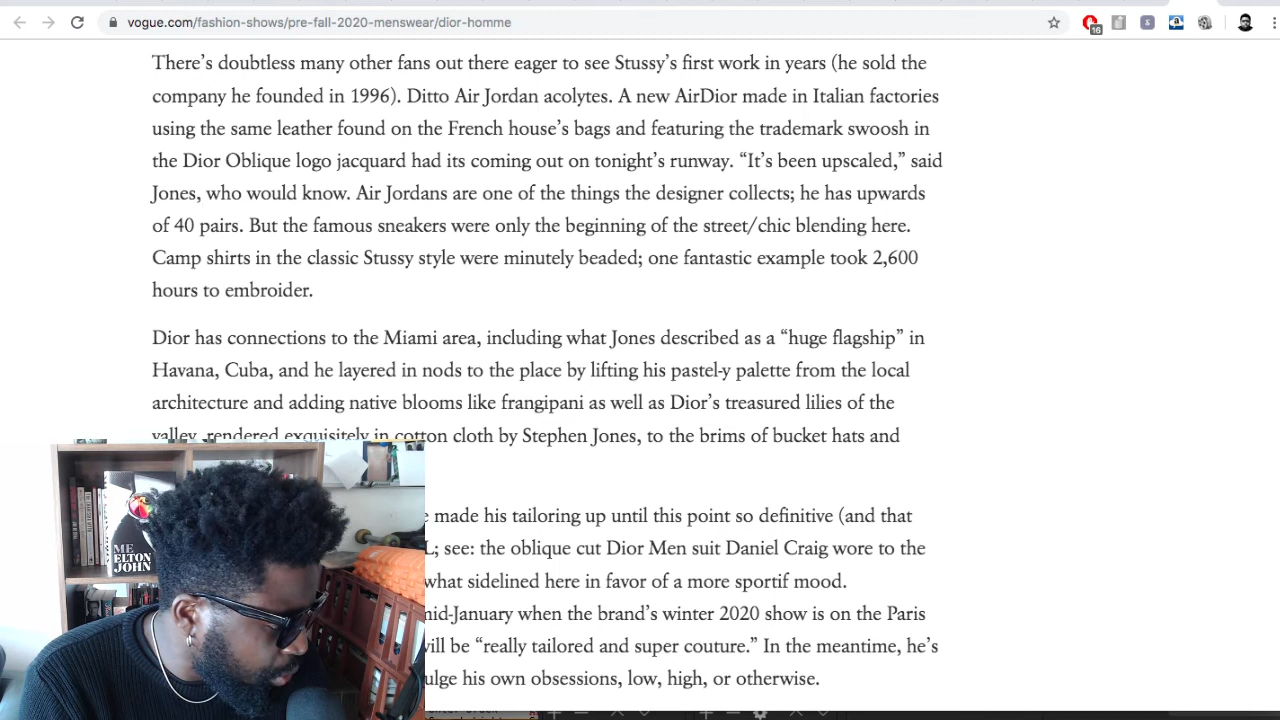 vogue.com/fashion-shows/pre-fall-2020-menswear/dior-homme
16
There’s doubtless many other fans out there eager to see Stussy’s first work in years (he sold the
company he founded in 1996). Ditto Air Jordan acolytes. A new AirDior made in Italian factories
using the same leather found on the French house’s bags and featuring the trademark swoosh in
the Dior Oblique logo jacquard had its coming out on tonight’s runway. “It’s been upscaled,” said
Jones, who would know. Air Jordans are one of the things the designer collects; he has upwards
of 40 pairs. But the famous sneakers were only the beginning of the street/chic blending here.
Camp shirts in the classic Stussy style were minutely beaded; one fantastic example took 2,600
hours to embroider.
Dior has connections to the Miami area, including what Jones described as a “huge flagship” in
Havana, Cuba, and he layered in nods to the place by lifting his pastel-y palette from the local
architecture and adding native blooms like frangipani as well as Dior’s treasured lilies of the
valley, rendered exquisitely in cotton cloth by Stephen Jones, to the brims of bucket hats and
made his tailoring up until this point so definitive (and that
L; see: the oblique cut Dior Men suit Daniel Craig wore to the
what sidelined here in favor of a more sportif mood.
mid-January when the brand’s winter 2020 show is on the Paris
will be “really tailored and super couture.” In the meantime, he’s
ulge his own obsessions, low, high, or otherwise.
ME
ELTON
JOHN